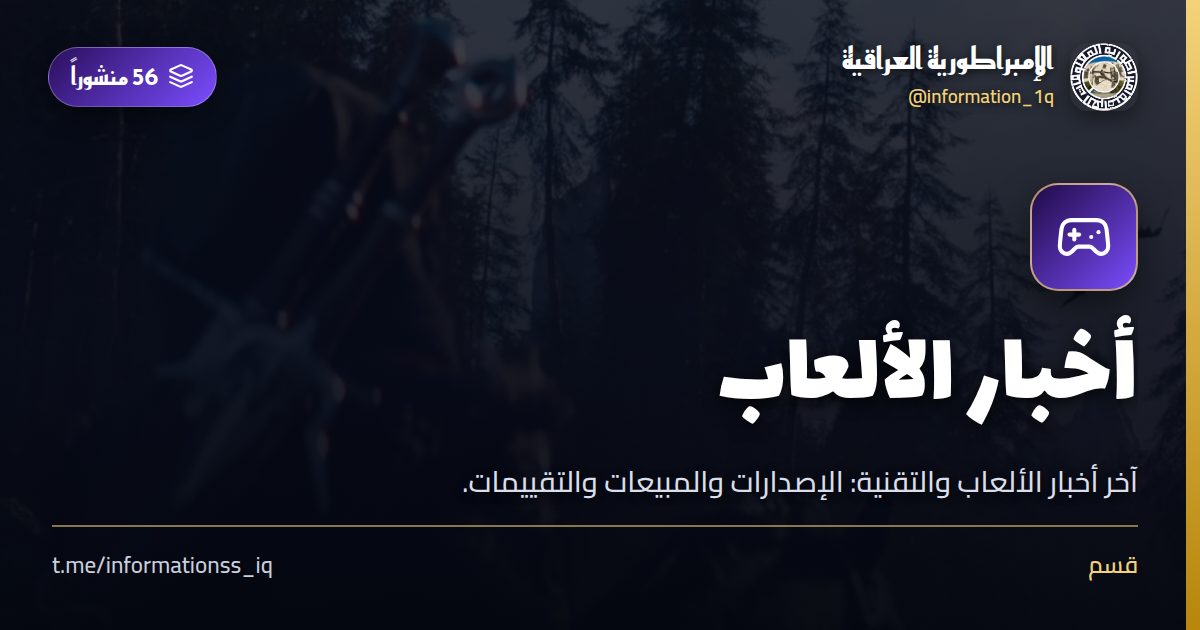 الإمبراطورية العراقية
@information_1q
56 منشوراً
أخبار الألعاب
آخر أخبار الألعاب والتقنية: الإصدارات والمبيعات والتقييمات.
قسم
t.me/informationss_iq